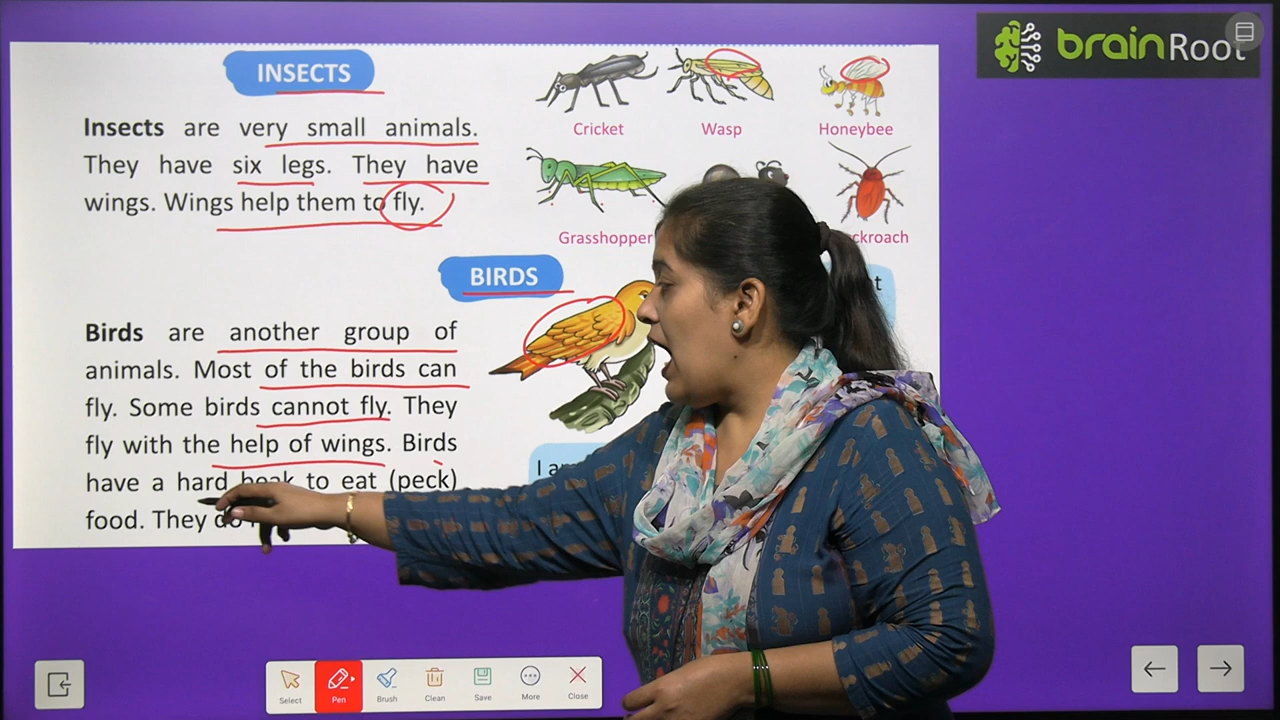 brainRoot
INSECTS
Insects are very small animals.
They have six legs. They have
wings. Wings help them to fly.
Cricket
Wasp
Honeybee
Grasshopper
BIRDS
Birds are another group of
animals. Most of the birds can
fly. Some birds cannot fly. They
fly with the help of wings. Birds
have a hard beak to eat (peck)
food. They do
Select
Pen
Brush
Clean
Save
More
Close